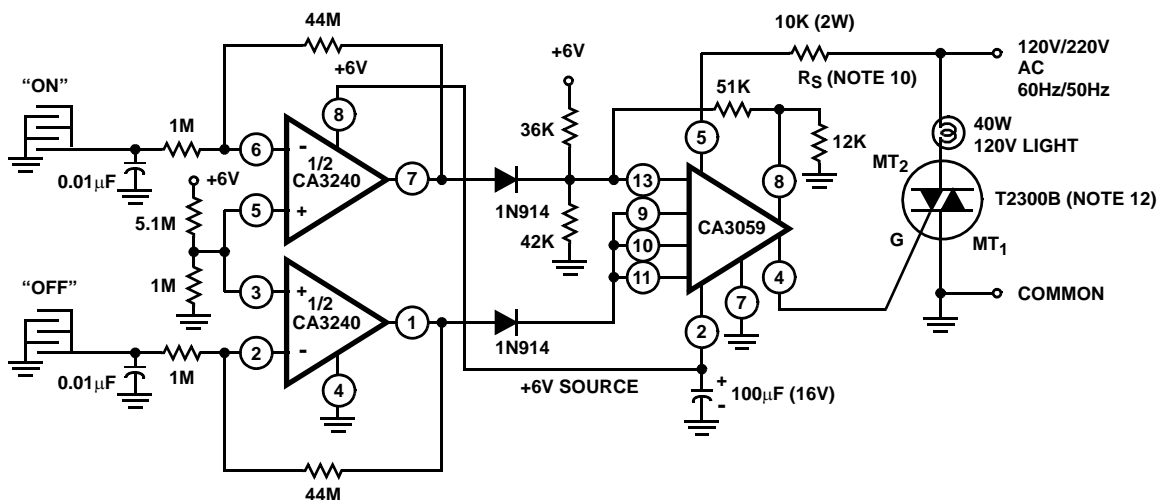 44M
+6V
"ON"
8
1M
6
-
1/2
CA3240
7
0.01μF
+6V
5
+
5.1M
1M
3
+
"OFF"
1/2
CA3240
1
2
-
0.01μF
1M
4
44M
1N914
1N914
+6V SOURCE
+6V
36K
42K
10K (2W)
RS (NOTE 10)
51K
12K
5
13
9
10
11
CA3059
8
4
7
2
+
-
100μF (16V)
120V/220V
AC
60Hz/50Hz
40W
120V LIGHT
MT2
T2300B (NOTE 12)
G
MT1
COMMON